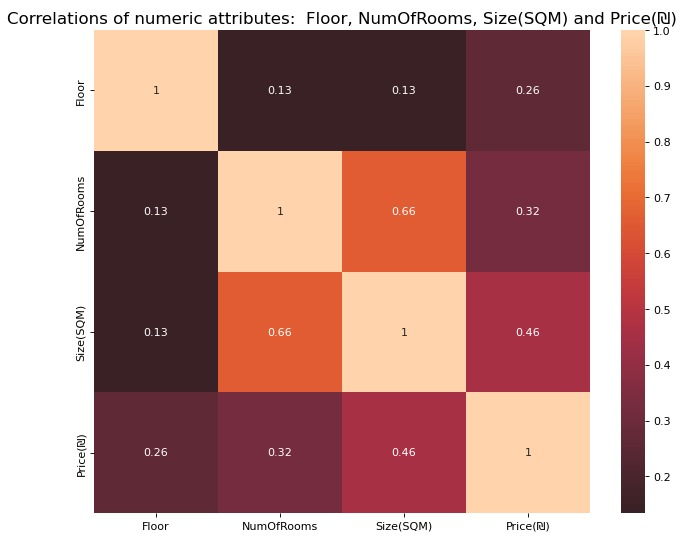 Correlations of numeric attributes:  Floor, NumOfRooms, Size(SQM) and Price(₪)
Floor
1
0.13
0.13
0.26
NumOfRooms
0.13
1
0.66
0.32
Size(SQM)
0.13
0.66
1
0.46
Price(₪)
0.26
0.32
0.46
1
Floor
NumOfRooms
Size(SQM)
Price(₪)
1.0
0.9
0.8
0.7
0.6
0.5
0.4
0.3
0.2